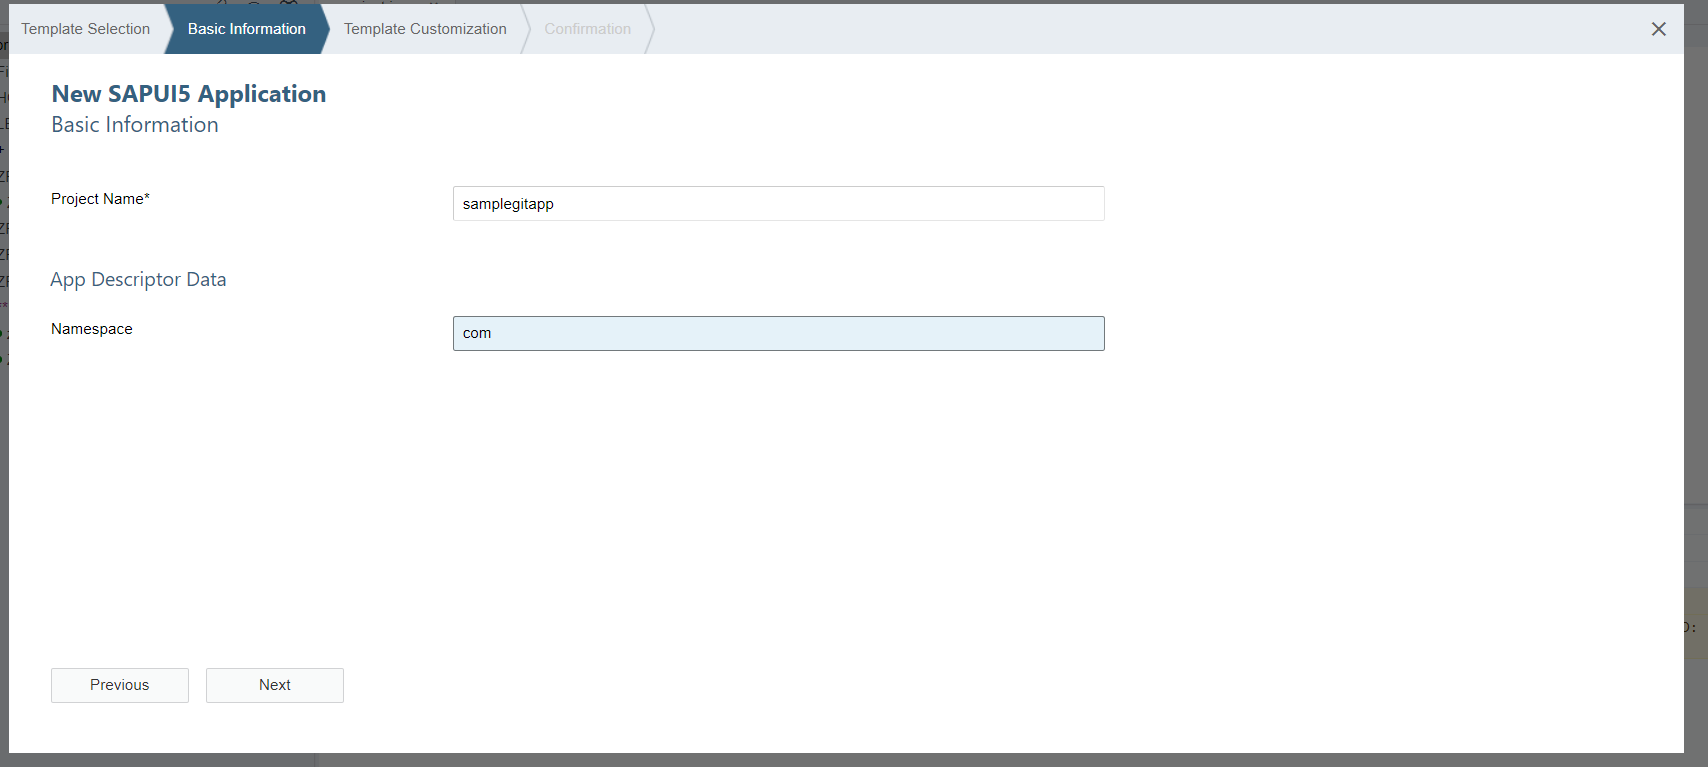 Template Selection
Basic Information
Template Customization
Confirmation
New SAPUI5 Application
Basic Information
Project Name*
samplegitapp
App Descriptor Data
Namespace
com
Previous
Next